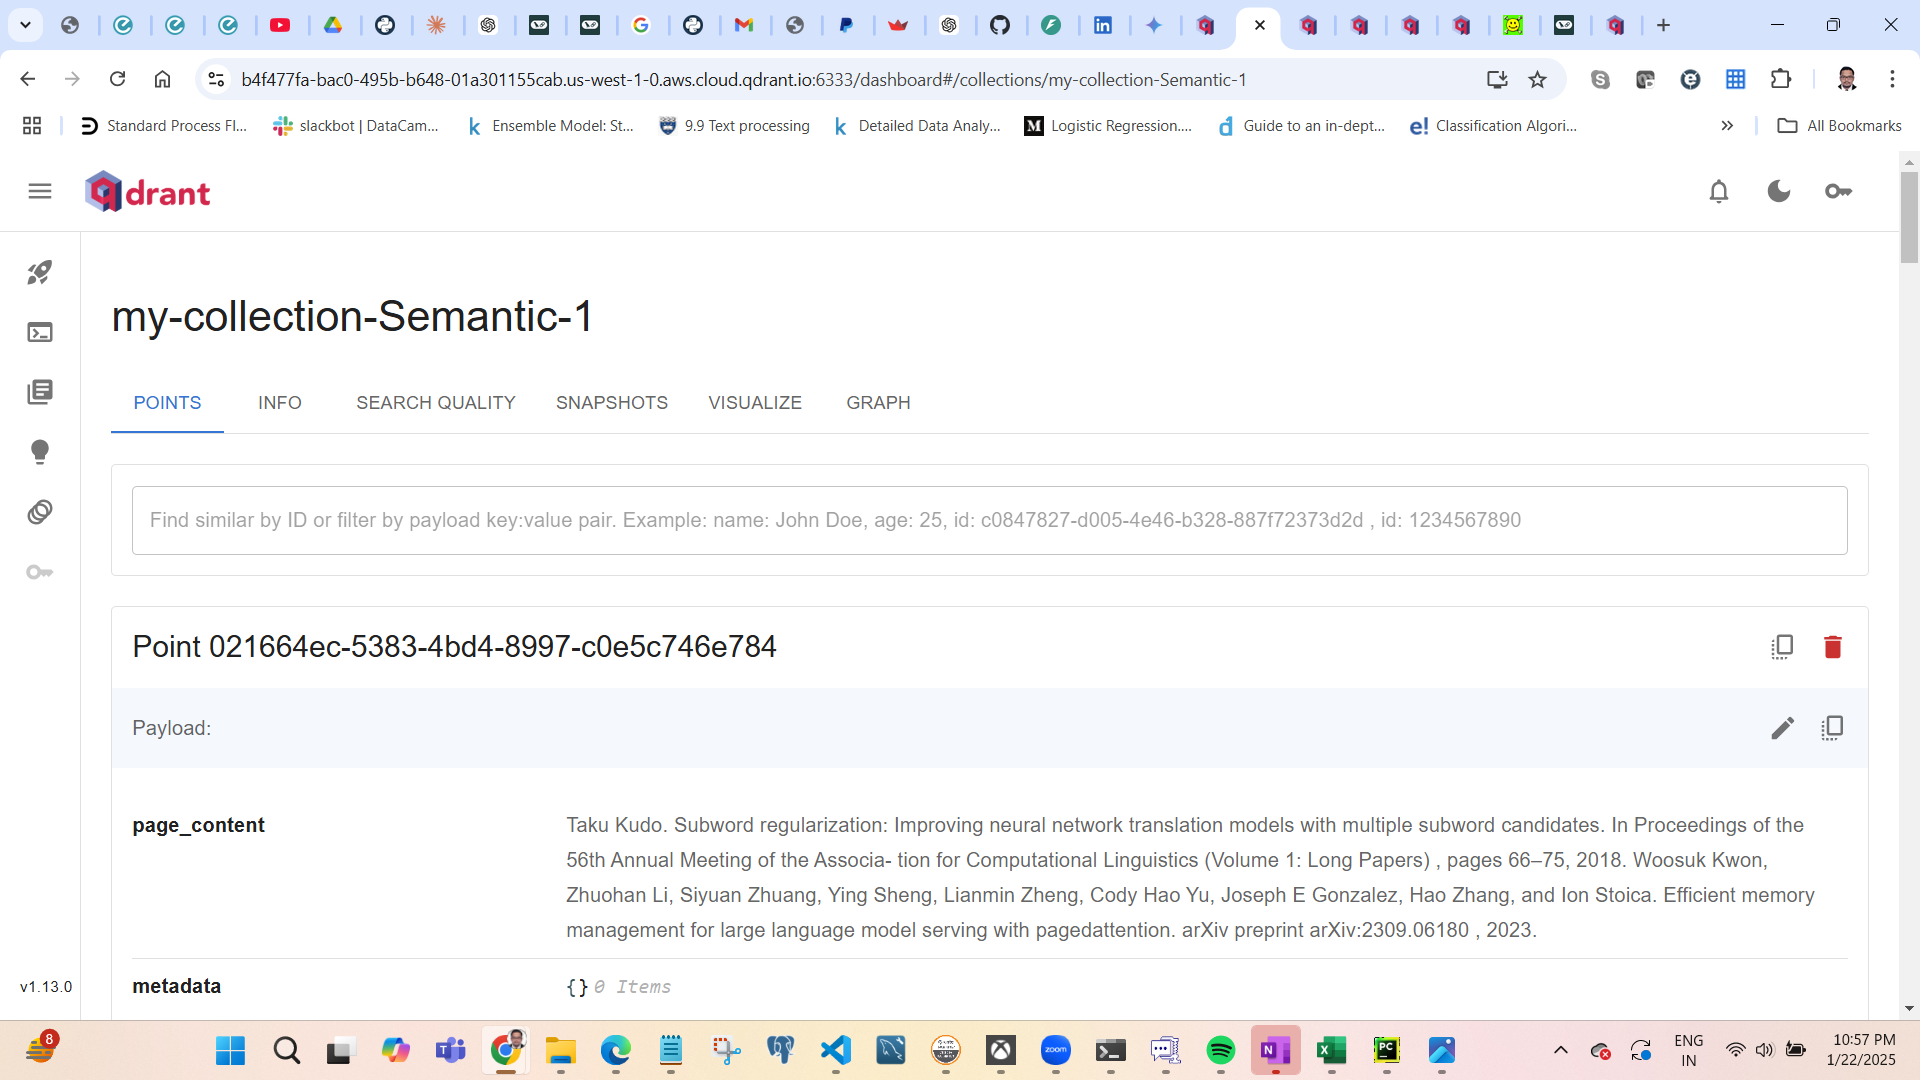 b4f477fa-bac0-495b-b648-01a301155cab.us-west-1-0.aws.cloud.qdrant.io:6333/dashboard#/collections/my-collection-Semantic-1
Standard Process Fl...
slackbot | DataCam...
Ensemble Model: St...
9.9 Text processing
Detailed Data Analy...
Logistic Regression....
Guide to an in-dept...
Classification Algori...
All Bookmarks
qdrant
my-collection-Semantic-1
POINTS
INFO
SEARCH QUALITY
SNAPSHOTS
VISUALIZE
GRAPH
Find similar by ID or filter by payload key:value pair. Example: name: John Doe, age: 25, id: c0847827-d005-4e46-b328-887f72373d2d , id: 1234567890
Point 021664ec-5383-4bd4-8997-c0e5c746e784
Payload:
page_content
Taku Kudo. Subword regularization: Improving neural network translation models with multiple subword candidates. In Proceedings of the
56th Annual Meeting of the Associa- tion for Computational Linguistics (Volume 1: Long Papers) , pages 66–75, 2018. Woosuk Kwon,
Zhuohan Li, Siyuan Zhuang, Ying Sheng, Lianmin Zheng, Cody Hao Yu, Joseph E Gonzalez, Hao Zhang, and Ion Stoica. Efficient memory
management for large language model serving with pagedattention. arXiv preprint arXiv:2309.06180 , 2023.
metadata
{} 0 Items
v1.13.0
8
zoom
ENG
IN
10:57 PM
1/22/2025